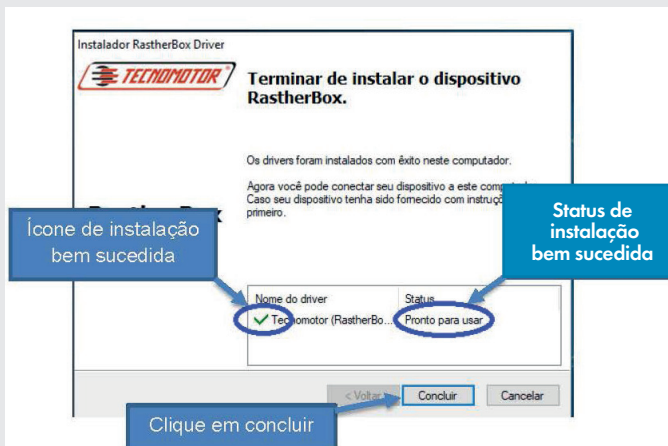 Instalador RastherBox Driver
TECNOMOTOR
Terminar de instalar o dispositivo
RastherBox.
Os drivers foram instalados com êxito neste computador.
Agora você pode conectar seu dispositivo a este
Caso seu dispositivo tenha sido fornecido com
primeiro.
Ícone de instalação
bem sucedida
Status de
instalação
bem sucedida
Nome do driver Status
Tecnomotor (RastherBo... Pronto para usar
< Voltar Concluir Cancelar
Clique em concluir